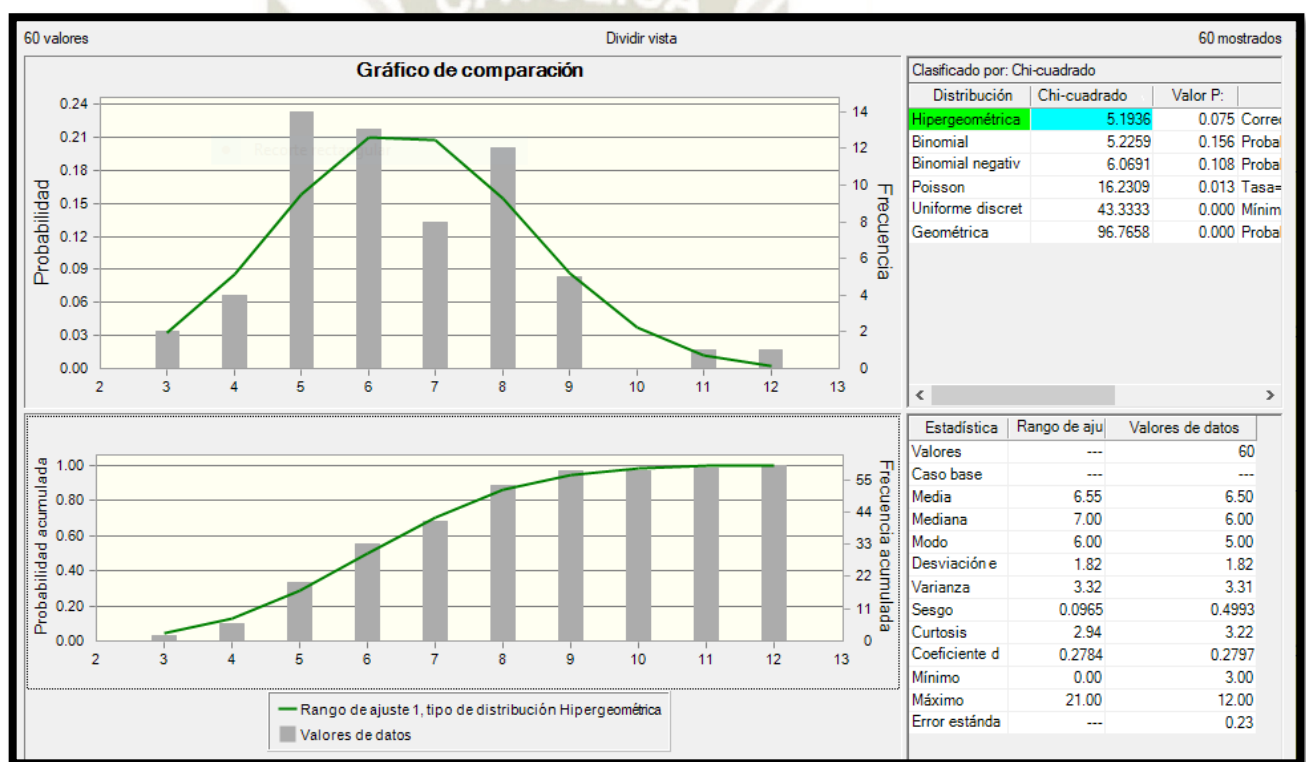 60 valores Dividir vista 60 mostrados
Gráfico de comparación
Probabilidad
0.24
0.21
0.18
0.15
0.12
0.09
0.06
0.03
0.00
2 3 4 5 6 7 8 9 10 11 12 13
14
12
10
8
6
4
2
0
Frecuencia
Clasificado por: Chi-cuadrado
Distribución Chi-cuadrado Valor P:
Hipergeométrica 5.1936 0.075 Correc
Binomial 5.2259 0.156 Probal
Binomial negativ 6.0691 0.108 Probal
Poisson 16.2309 0.013 Tasa=
Uniforme discret 43.3333 0.000 Mínim
Geométrica 96.7658 0.000 Probal
Probabilidad acumulada
1.00
0.80
0.60
0.40
0.20
0.00
2 3 4 5 6 7 8 9 10 11 12 13
55
44
33
22
11
0
Frecuencia acumulada
Rango de ajuste 1, tipo de distribución Hipergeométrica
Valores de datos
Estadística Rango de aju Valores de datos
Valores --- 60
Caso base --- ---
Media 6.55 6.50
Mediana 7.00 6.00
Modo 6.00 5.00
Desviación e 1.82 1.82
Varianza 3.32 3.31
Sesgo 0.0965 0.4993
Curtosis 2.94 3.22
Coeficiente d 0.2784 0.2797
Mínimo 0.00 3.00
Máximo 21.00 12.00
Error estánda --- 0.23